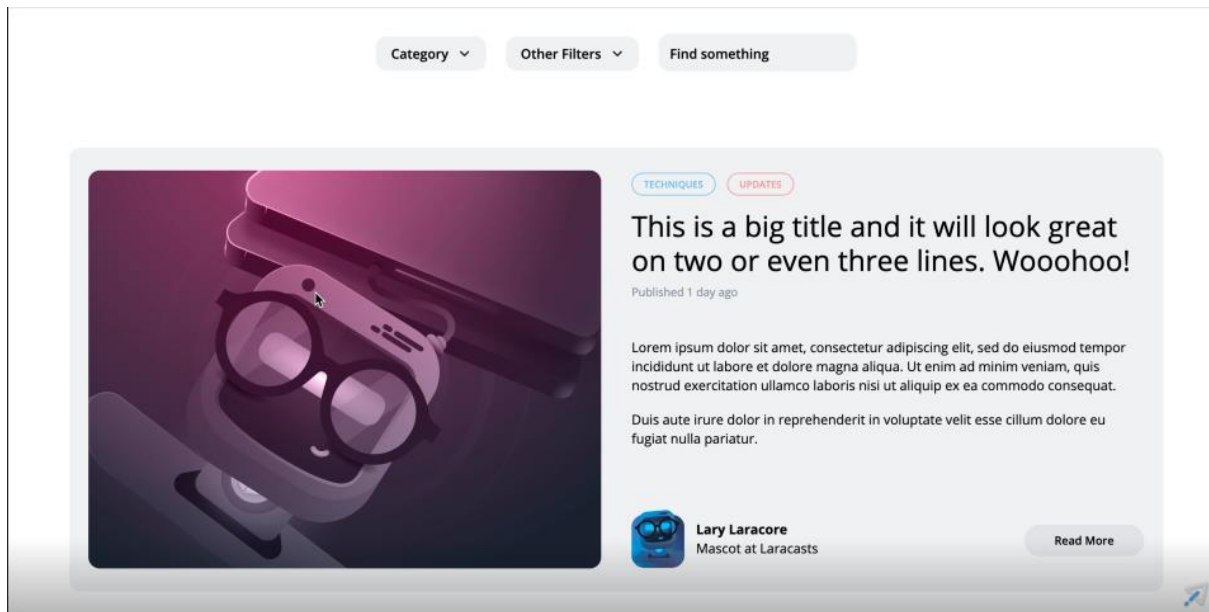 Category
Other Filters
Find something
TECHNIQUES
UPDATES
This is a big title and it will look great
on two or even three lines. Wooohoo!
Published 1 day ago
Lorem ipsum dolor sit amet, consectetur adipiscing elit, sed do eiusmod tempor
incididunt ut labore et dolore magna aliqua. Ut enim ad minim veniam, quis
nostrud exercitation ullamco laboris nisi ut aliquip ex ea commodo consequat.
Duis aute irure dolor in reprehenderit in voluptate velit esse cillum dolore eu
fugiat nulla pariatur.
Lary Laracore
Mascot at Laracasts
Read More